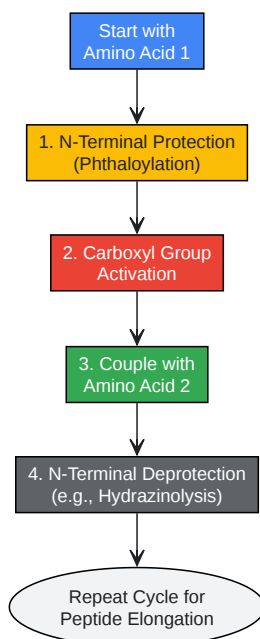 Start with
Amino Acid 1
1. N-Terminal Protection
(Phthaloylation)
2. Carboxyl Group
Activation
3. Couple with
Amino Acid 2
4. N-Terminal Deprotection
(e.g., Hydrazinolysis)
Repeat Cycle for
Peptide Elongation